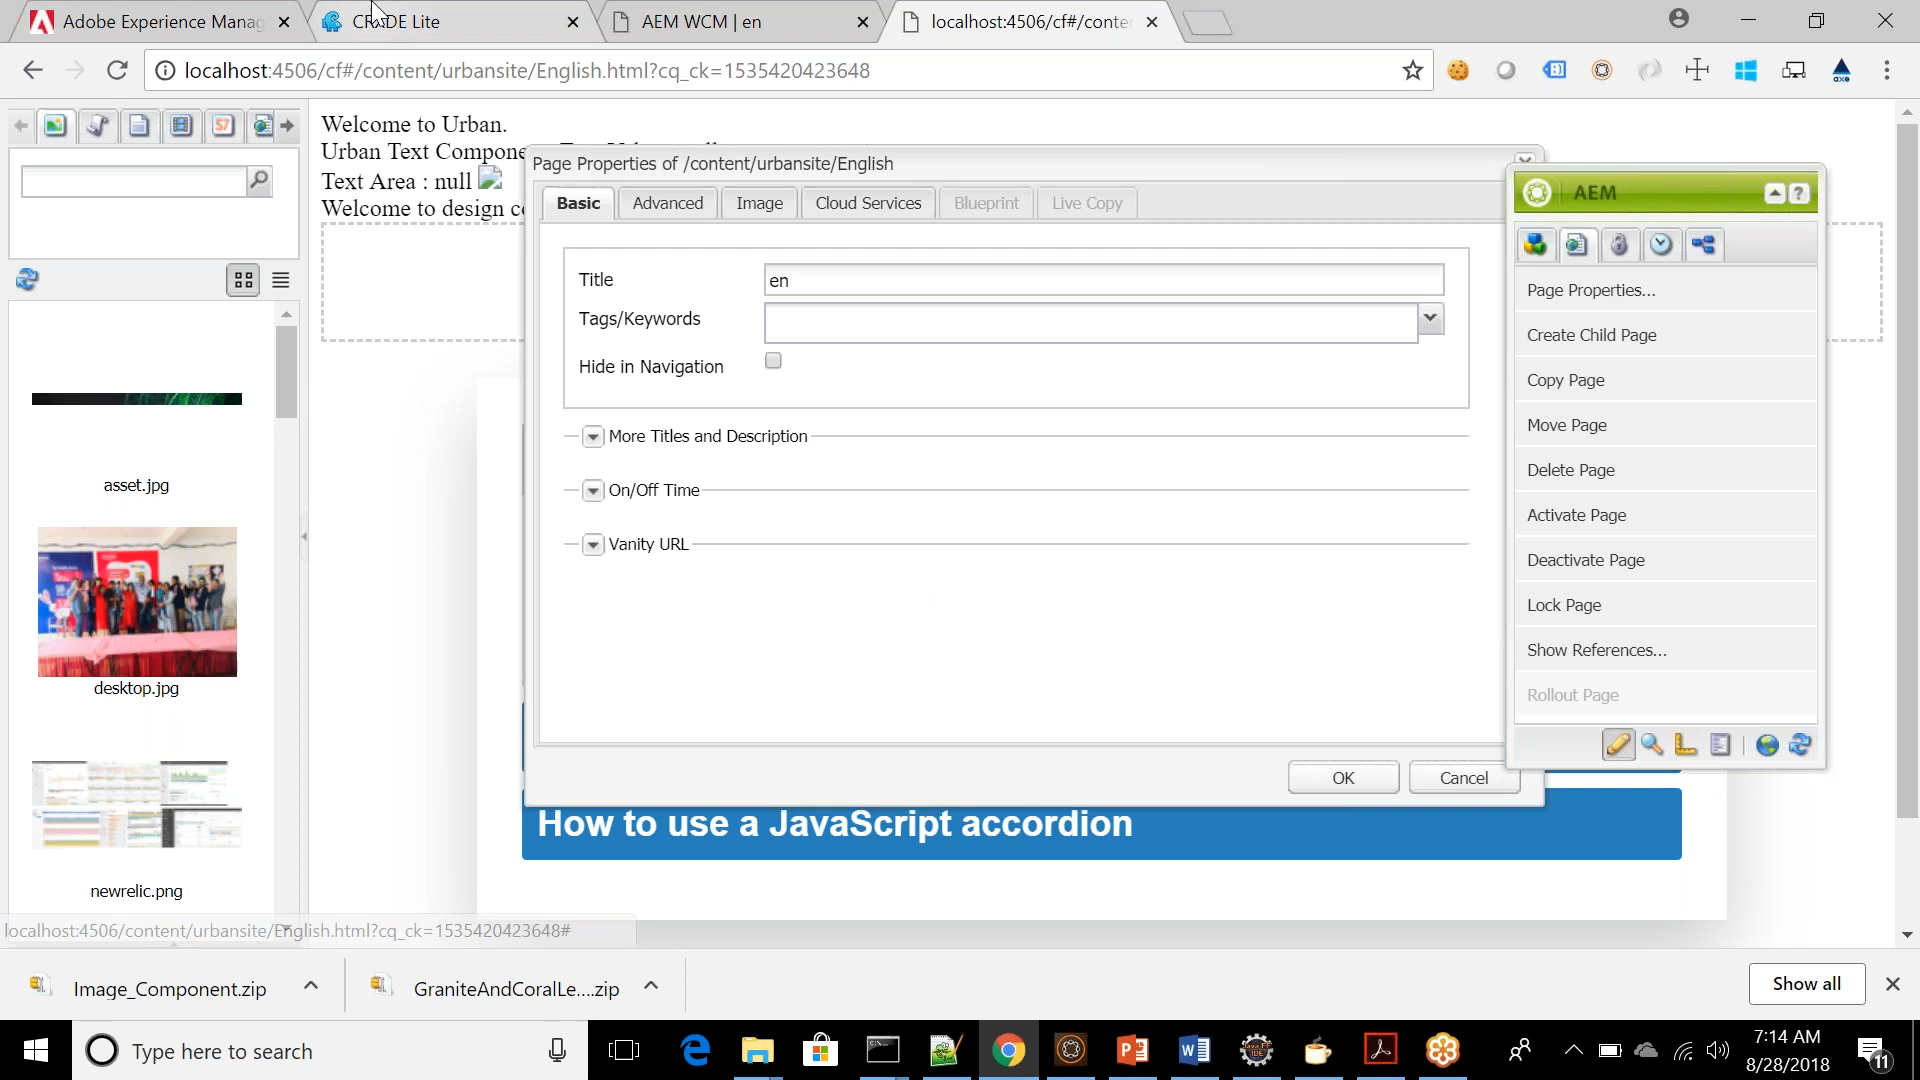 Adobe Experience Manag
CRXDE Lite
AEM WCM | en
localhost:4506/cf#/conte
localhost:4506/cf#/content/urbansite/English.html?cq_ck=1535420423648
Welcome to Urban.
Urban Text Compone
Text Area : null
Welcome to design c
Page Properties of /content/urbansite/English
Basic
Advanced
Image
Cloud Services
Blueprint
Live Copy
Title
en
Tags/Keywords
Hide in Navigation
More Titles and Description
On/Off Time
Vanity URL
OK
Cancel
AEM
Page Properties...
Create Child Page
Copy Page
Move Page
Delete Page
Activate Page
Deactivate Page
Lock Page
Show References...
Rollout Page
asset.jpg
desktop.jpg
newrelic.png
How to use a JavaScript accordion
localhost:4506/content/urbansite/English.html?cq_ck=1535420423648#
Image_Component.zip
GraniteAndCoralLe....zip
Show all
Type here to search
7:14 AM
8/28/2018
11